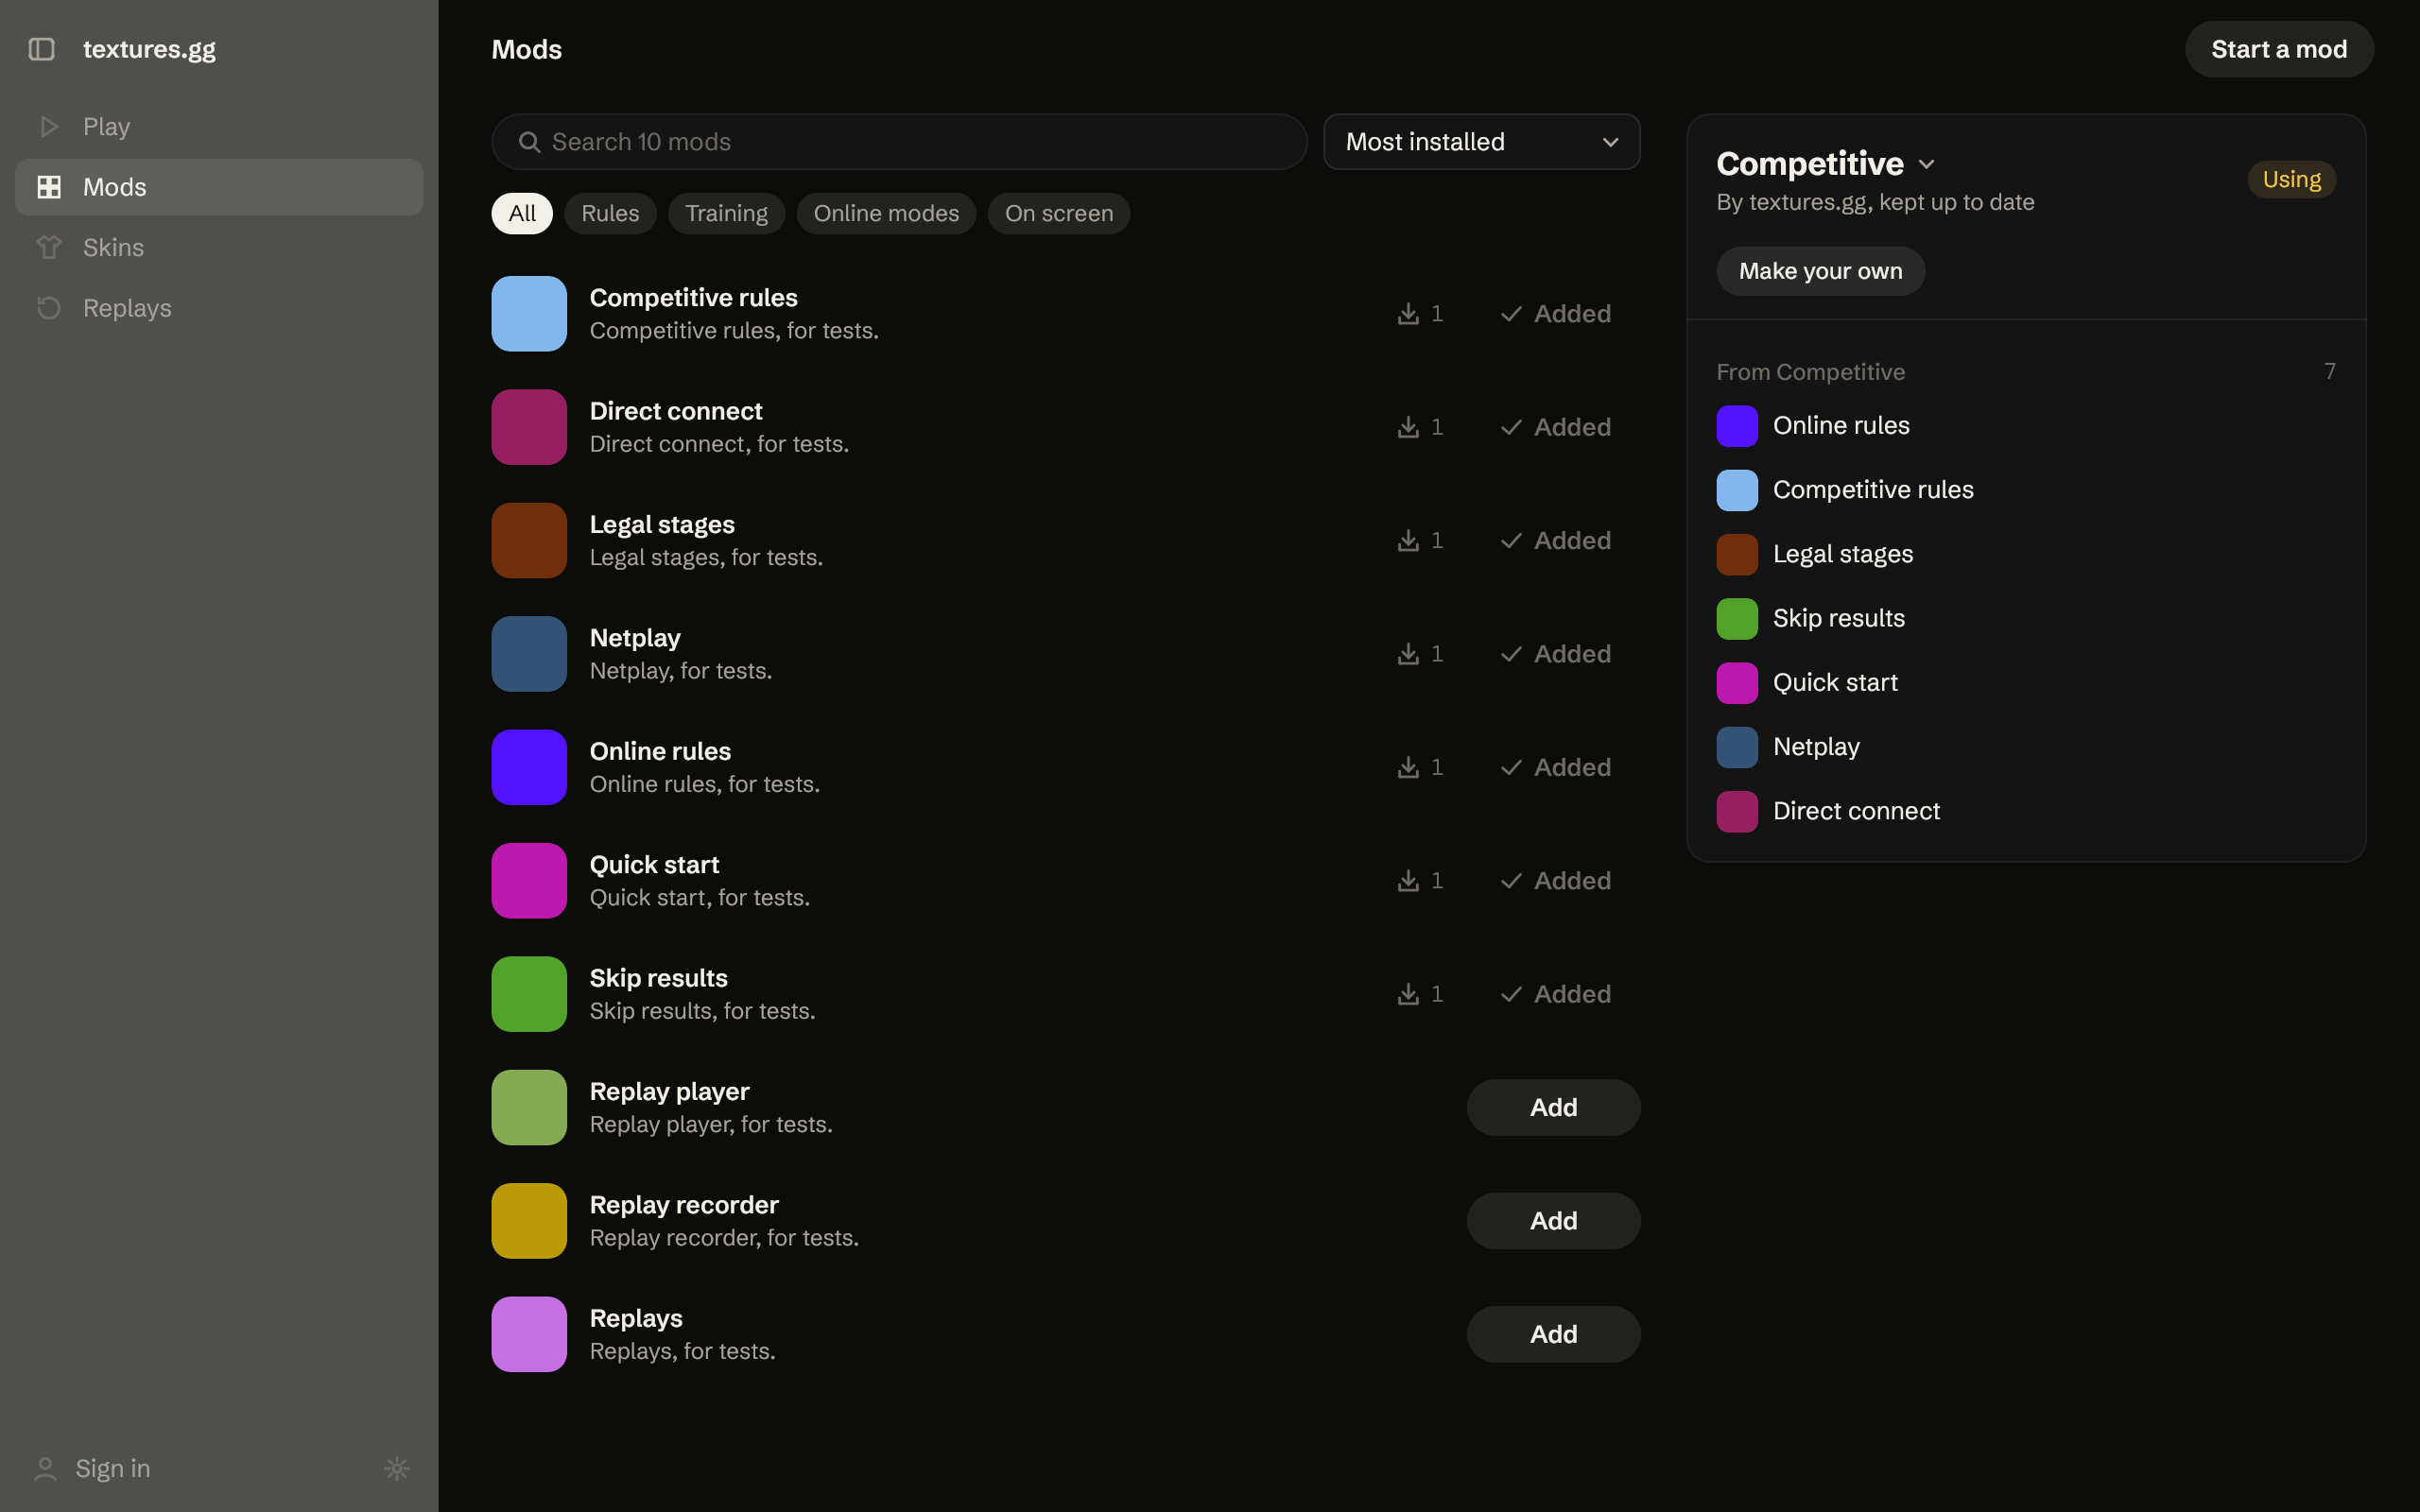 textures.gg
Play
Mods
Skins
Replays
Sign in
Mods
Start a mod
Search 10 mods
Most installed
All
Rules
Training
Online modes
On screen
Competitive rules
Competitive rules, for tests.
1
Added
Direct connect
Direct connect, for tests.
1
Added
Legal stages
Legal stages, for tests.
1
Added
Netplay
Netplay, for tests.
1
Added
Online rules
Online rules, for tests.
1
Added
Quick start
Quick start, for tests.
1
Added
Skip results
Skip results, for tests.
1
Added
Replay player
Replay player, for tests.
Add
Replay recorder
Replay recorder, for tests.
Add
Replays
Replays, for tests.
Add
Competitive
By textures.gg, kept up to date
Using
Make your own
From Competitive
7
Online rules
Competitive rules
Legal stages
Skip results
Quick start
Netplay
Direct connect